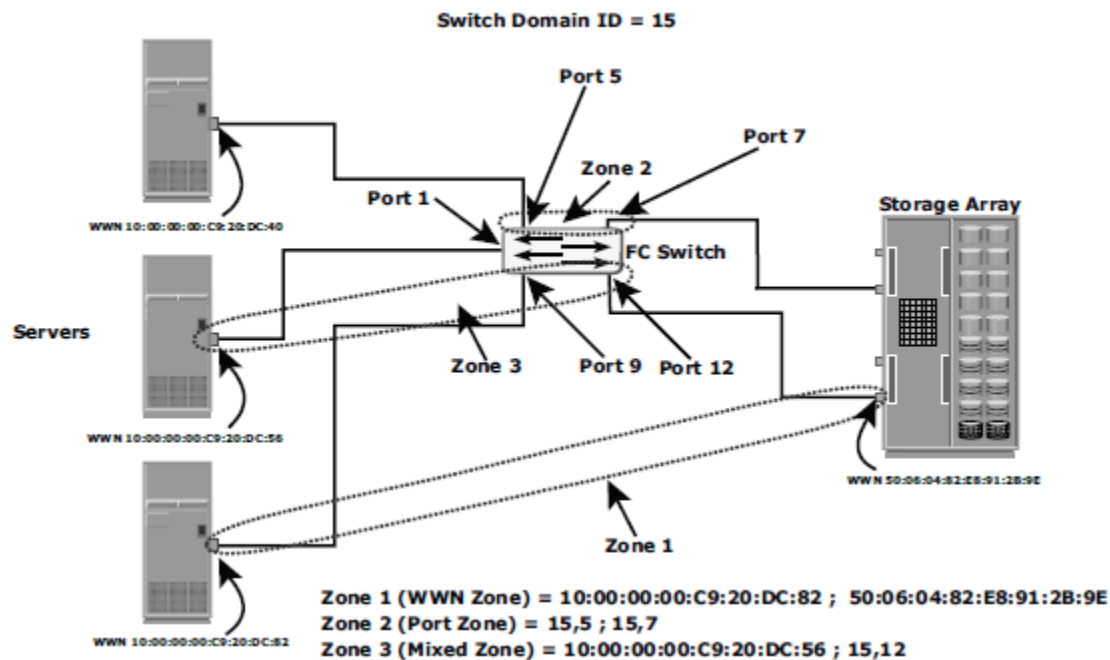 Switch Domain ID = 15
Port 5
Port 7
Zone 2
Port 1
Storage Array
WWN 10:00:00:00:C9:20:DC:40
FC Switch
Servers
Zone 3
Port 9
Port 12
WWN 10:00:00:00:C9:20:DC:56
WWN 50:06:04:82:E8:91:2B:9E
Zone 1
Zone 1 (WWN Zone) = 10:00:00:00:C9:20:DC:82 ; 50:06:04:82:E8:91:2B:9E
WWN 10:00:00:00:C9:20:DC:82
Zone 2 (Port Zone) = 15,5 ; 15,7
Zone 3 (Mixed Zone) = 10:00:00:00:C9:20:DC:56 ; 15,12